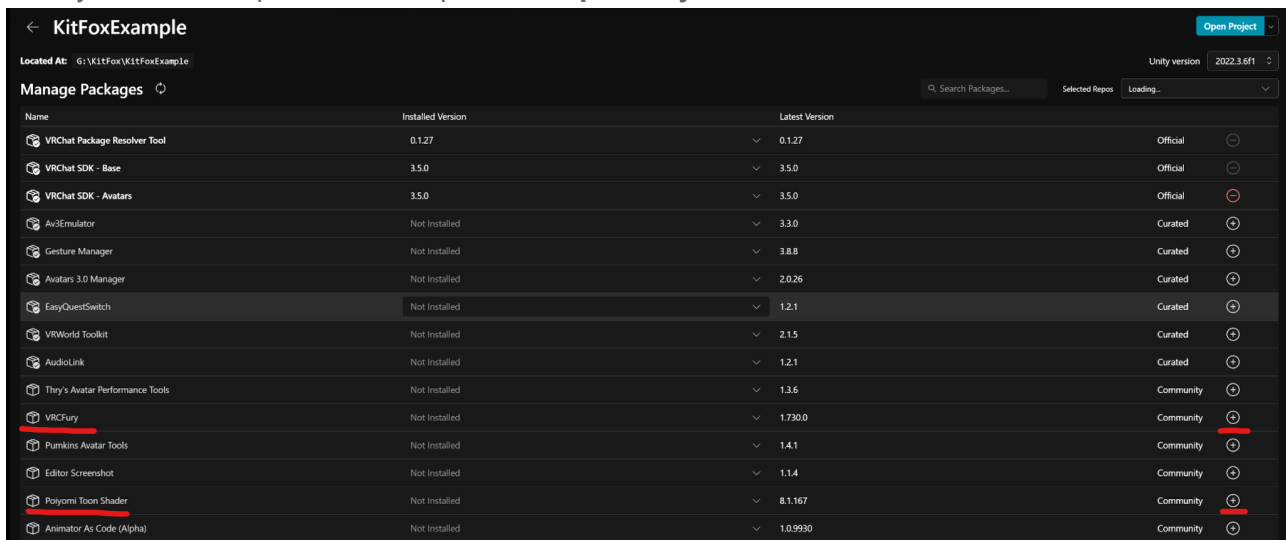 ← KitFoxExample Open Project
Located At: G:\KitFox\KitFoxExample Unity version 2022.3.6f1
Manage Packages Search Packages... Selected Repos Loading...
Name Installed Version Latest Version
VRChat Package Resolver Tool 0.1.27 0.1.27 Official
VRChat SDK - Base 3.5.0 3.5.0 Official
VRChat SDK - Avatars 3.5.0 3.5.0 Official
Av3Emulator Not Installed 3.3.0 Curated
Gesture Manager Not Installed 3.8.8 Curated
Avatars 3.0 Manager Not Installed 2.0.26 Curated
EasyQuestSwitch Not Installed 1.2.1 Curated
VRWorld Toolkit Not Installed 2.1.5 Curated
AudioLink Not Installed 1.2.1 Curated
Thry's Avatar Performance Tools Not Installed 1.3.6 Community
VRCFury Not Installed 1.730.0 Community
Pumkins Avatar Tools Not Installed 1.4.1 Community
Editor Screenshot Not Installed 1.1.4 Community
Poiyomi Toon Shader Not Installed 8.1.167 Community
Animator As Code (Alpha) Not Installed 1.0.9930 Community